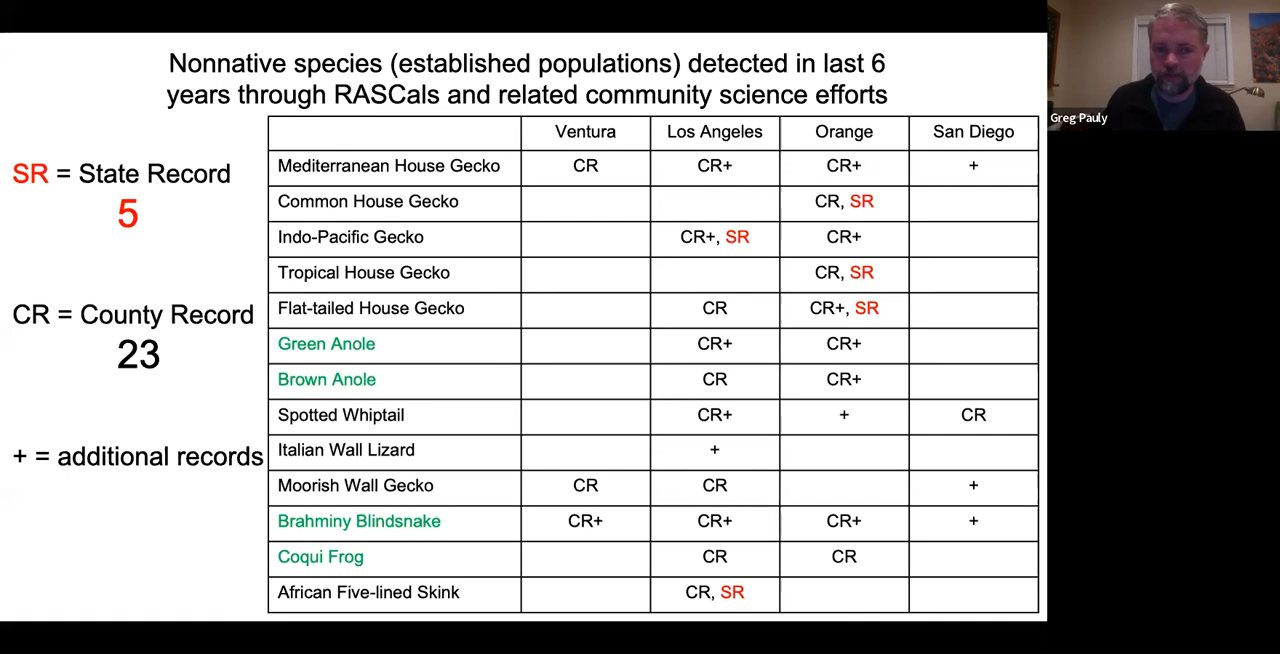 Nonnative species (established populations) detected in last 6
years through RASCals and related community science efforts
Greg Pauly
SR = State Record
5
CR = County Record
23
+ = additional records
Ventura Los Angeles Orange San Diego
Mediterranean House Gecko CR CR+ CR+ +
Common House Gecko CR, SR
Indo-Pacific Gecko CR+, SR CR+
Tropical House Gecko CR, SR
Flat-tailed House Gecko CR CR+, SR
Green Anole CR+ CR+
Brown Anole CR CR+
Spotted Whiptail CR+ + CR
Italian Wall Lizard +
Moorish Wall Gecko CR CR +
Brahminy Blindsnake CR+ CR+ CR+ +
Coqui Frog CR CR
African Five-lined Skink CR, SR